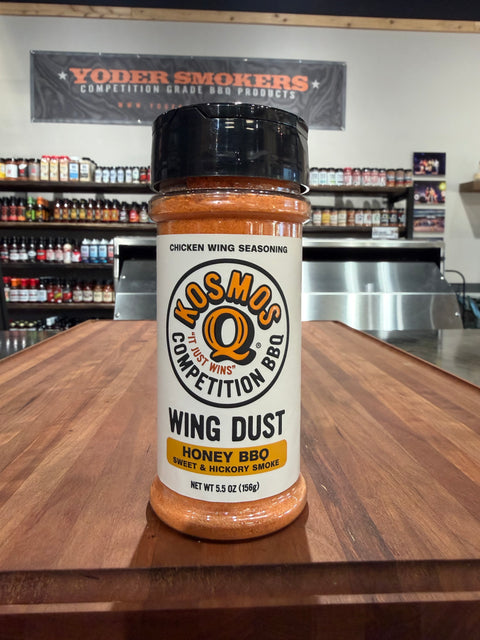 YODER SMOKERS
COMPETITION GRADE BBQ PRODUCTS
CHICKEN WING SEASONING
KOSMOS
Q
®
"IT JUST WINS"
COMPETITION BBQ
WING DUST
HONEY BBQ
SWEET & HICKORY SMOKE
NET WT 5.5 OZ (156g)